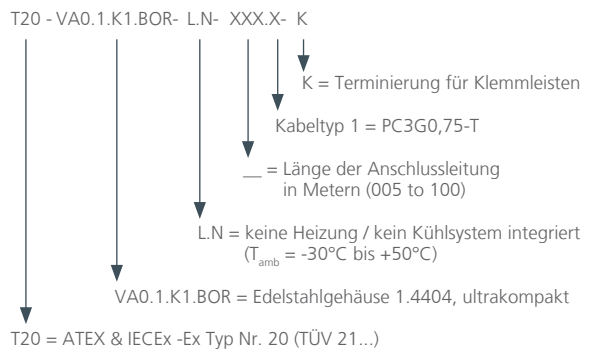 T20 - VA0.1.K1.BOR- L.N- XXX.X- K
K = Terminierung für Klemmleisten
Kabeltyp 1 = PC3G0,75-T
__ = Länge der Anschlussleitung
in Metern (005 to 100)
L.N = keine Heizung / kein Kühlsystem integriert
(Tamb = -30°C bis +50°C)
VA0.1.K1.BOR = Edelstahlgehäuse 1.4404, ultrakompakt
T20 = ATEX & IECEx -Ex Typ Nr. 20 (TÜV 21...)